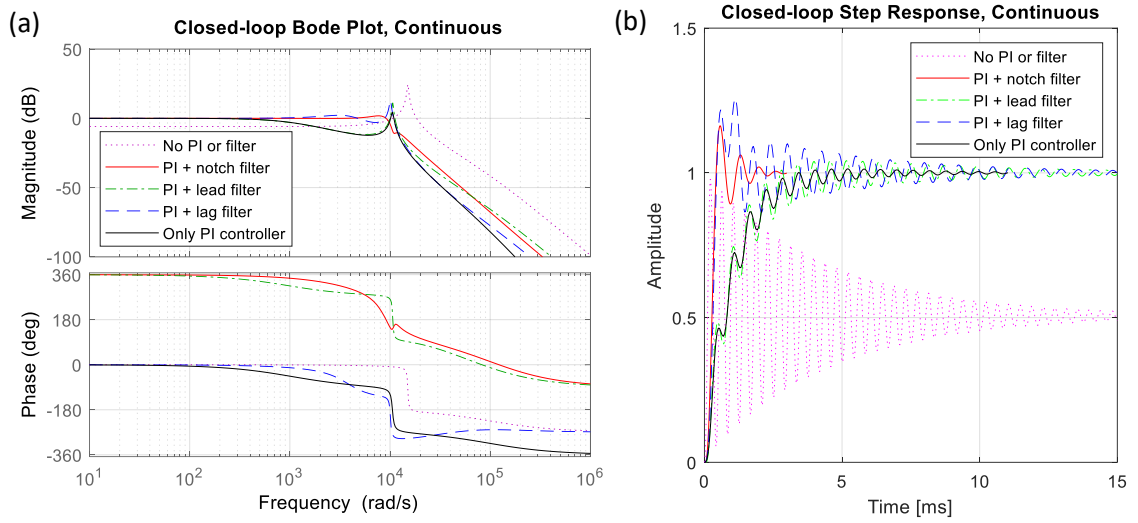 (a)
Closed-loop Bode Plot, Continuous
50
0
-50
-100
Magnitude (dB)
No PI or filter
PI + notch filter
PI + lead filter
PI + lag filter
Only PI controller
360
180
0
-180
-360
Phase (deg)
10^1 10^2 10^3 10^4 10^5 10^6
Frequency (rad/s)
(b)
Closed-loop Step Response, Continuous
1.5
1
0.5
0
Amplitude
No PI or filter
PI + notch filter
PI + lead filter
PI + lag filter
Only PI controller
0 5 10 15
Time [ms]